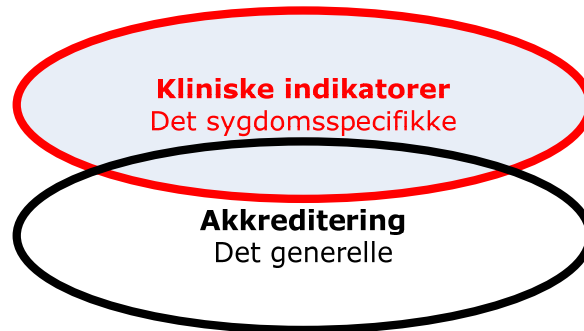 Kliniske indikatorer
Det sygdomsspecifikke
Akkreditering
Det generelle